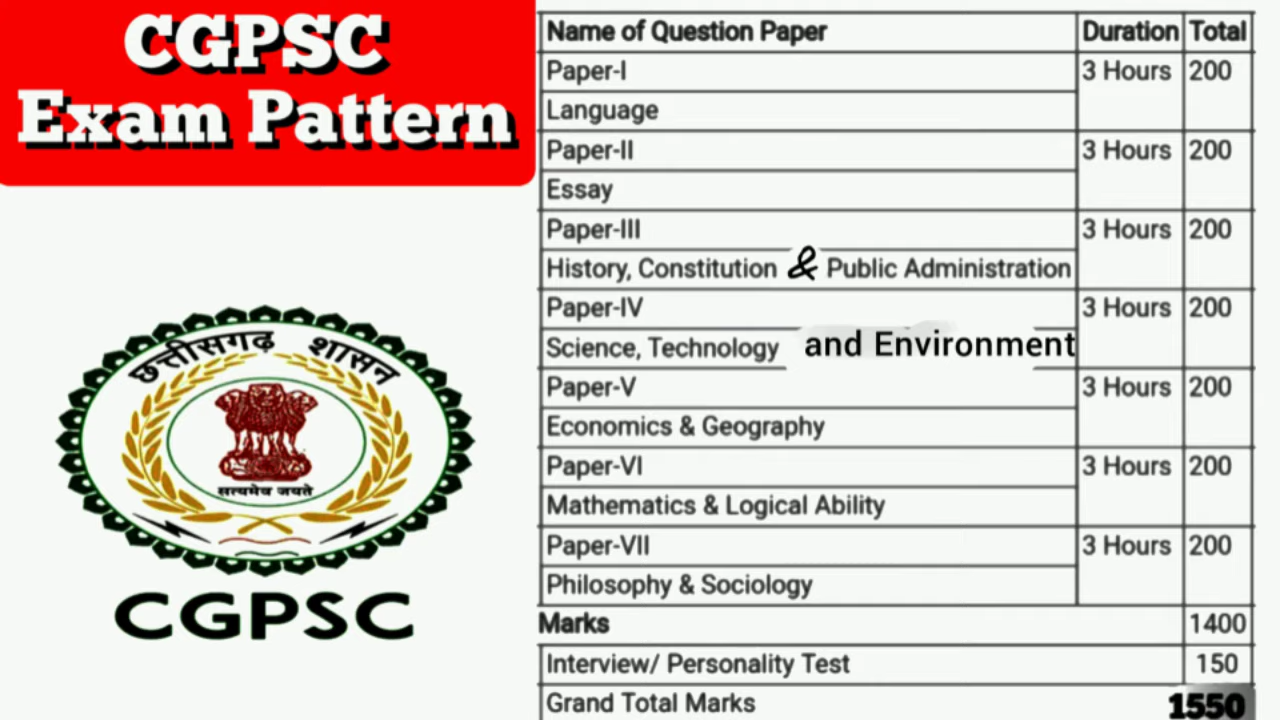 CGPSC
Exam Pattern
छत्तीसगढ़ शासन
सत्यमेव जयते
CGPSC
Name of Question Paper Duration Total
Paper-I 3 Hours 200
Language
Paper-II 3 Hours 200
Essay
Paper-III 3 Hours 200
History, Constitution & Public Administration
Paper-IV 3 Hours 200
Science, Technology and Environment
Paper-V 3 Hours 200
Economics & Geography
Paper-VI 3 Hours 200
Mathematics & Logical Ability
Paper-VII 3 Hours 200
Philosophy & Sociology
Marks 1400
Interview/ Personality Test 150
Grand Total Marks 1550